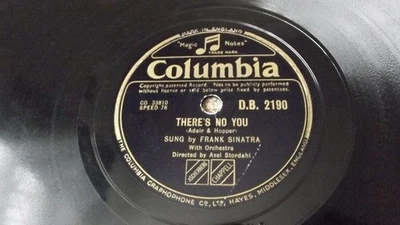 MADE IN ENGLAND
"Magic Notes"
TRADE MARK
Columbia
Copyright,patented Record. Not to be publicly performed
without licence or sold below price fixed by patentees.
CO 33810
SPEED 78
D.B. 2190
THERE'S NO YOU
(Adair & Hopper)
SUNG by FRANK SINATRA
With Orchestra
Directed by Axel Stordahl
CHAPPELL
THE COLUMBIA GRAPHOPHONE CO., LTD., HAYES, MIDDLESEX, ENGLAND